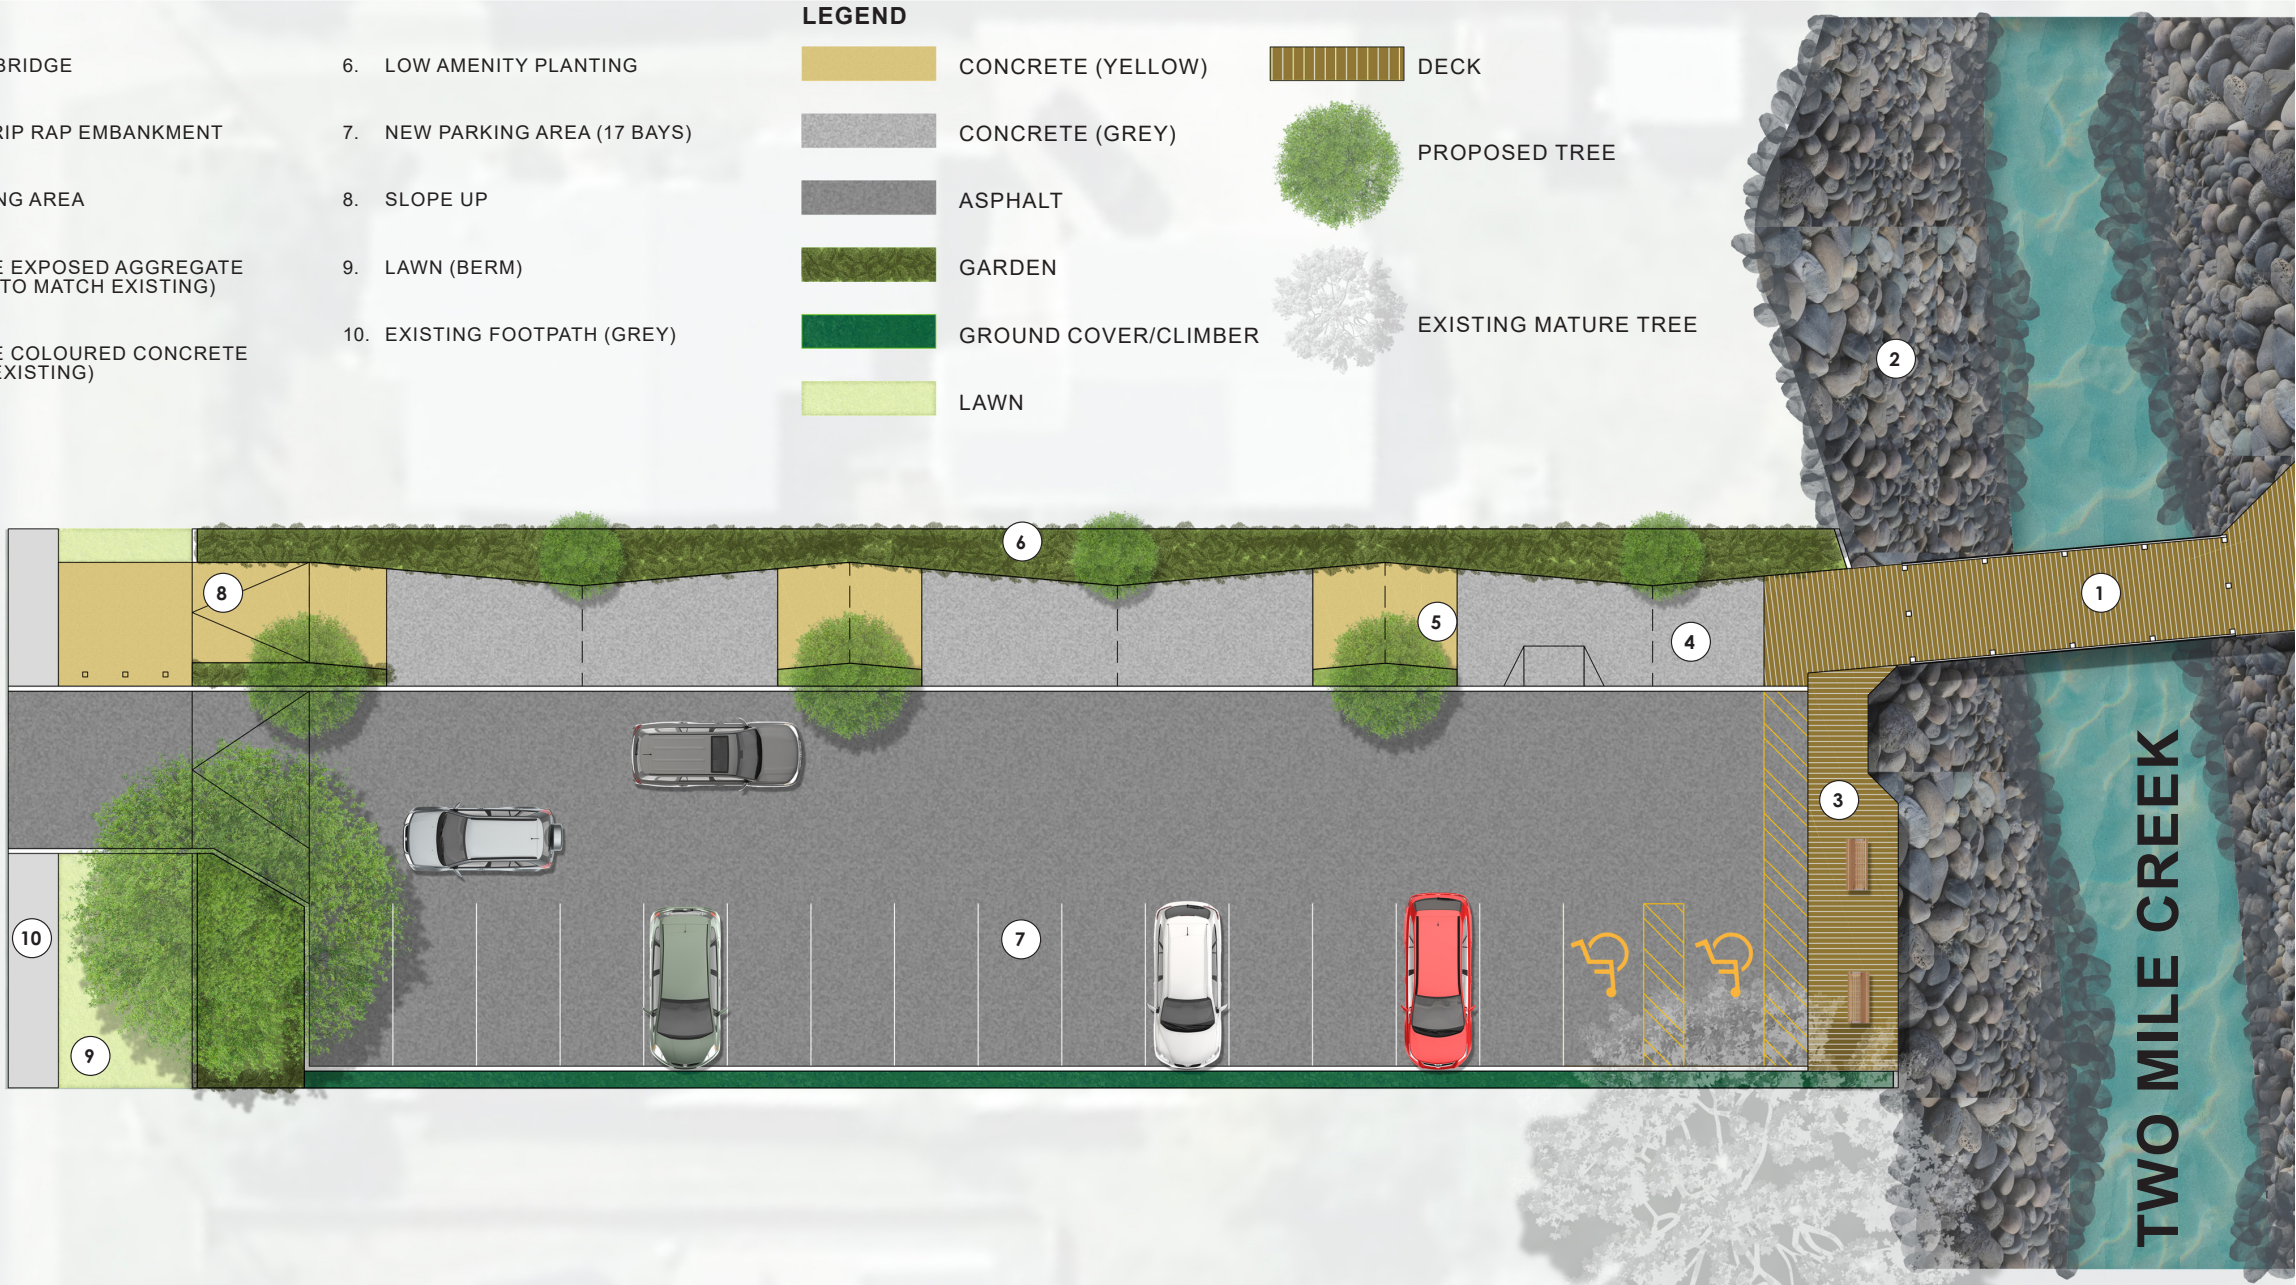 BRIDGE
RIP RAP EMBANKMENT
NG AREA
E EXPOSED AGGREGATE
TO MATCH EXISTING)
E COLOURED CONCRETE
EXISTING)
6. LOW AMENITY PLANTING
7. NEW PARKING AREA (17 BAYS)
8. SLOPE UP
9. LAWN (BERM)
10. EXISTING FOOTPATH (GREY)
LEGEND
CONCRETE (YELLOW)
CONCRETE (GREY)
ASPHALT
GARDEN
GROUND COVER/CLIMBER
LAWN
DECK
PROPOSED TREE
EXISTING MATURE TREE
2
6
8
1
5
4
3
10
7
9
TWO MILE CREEK